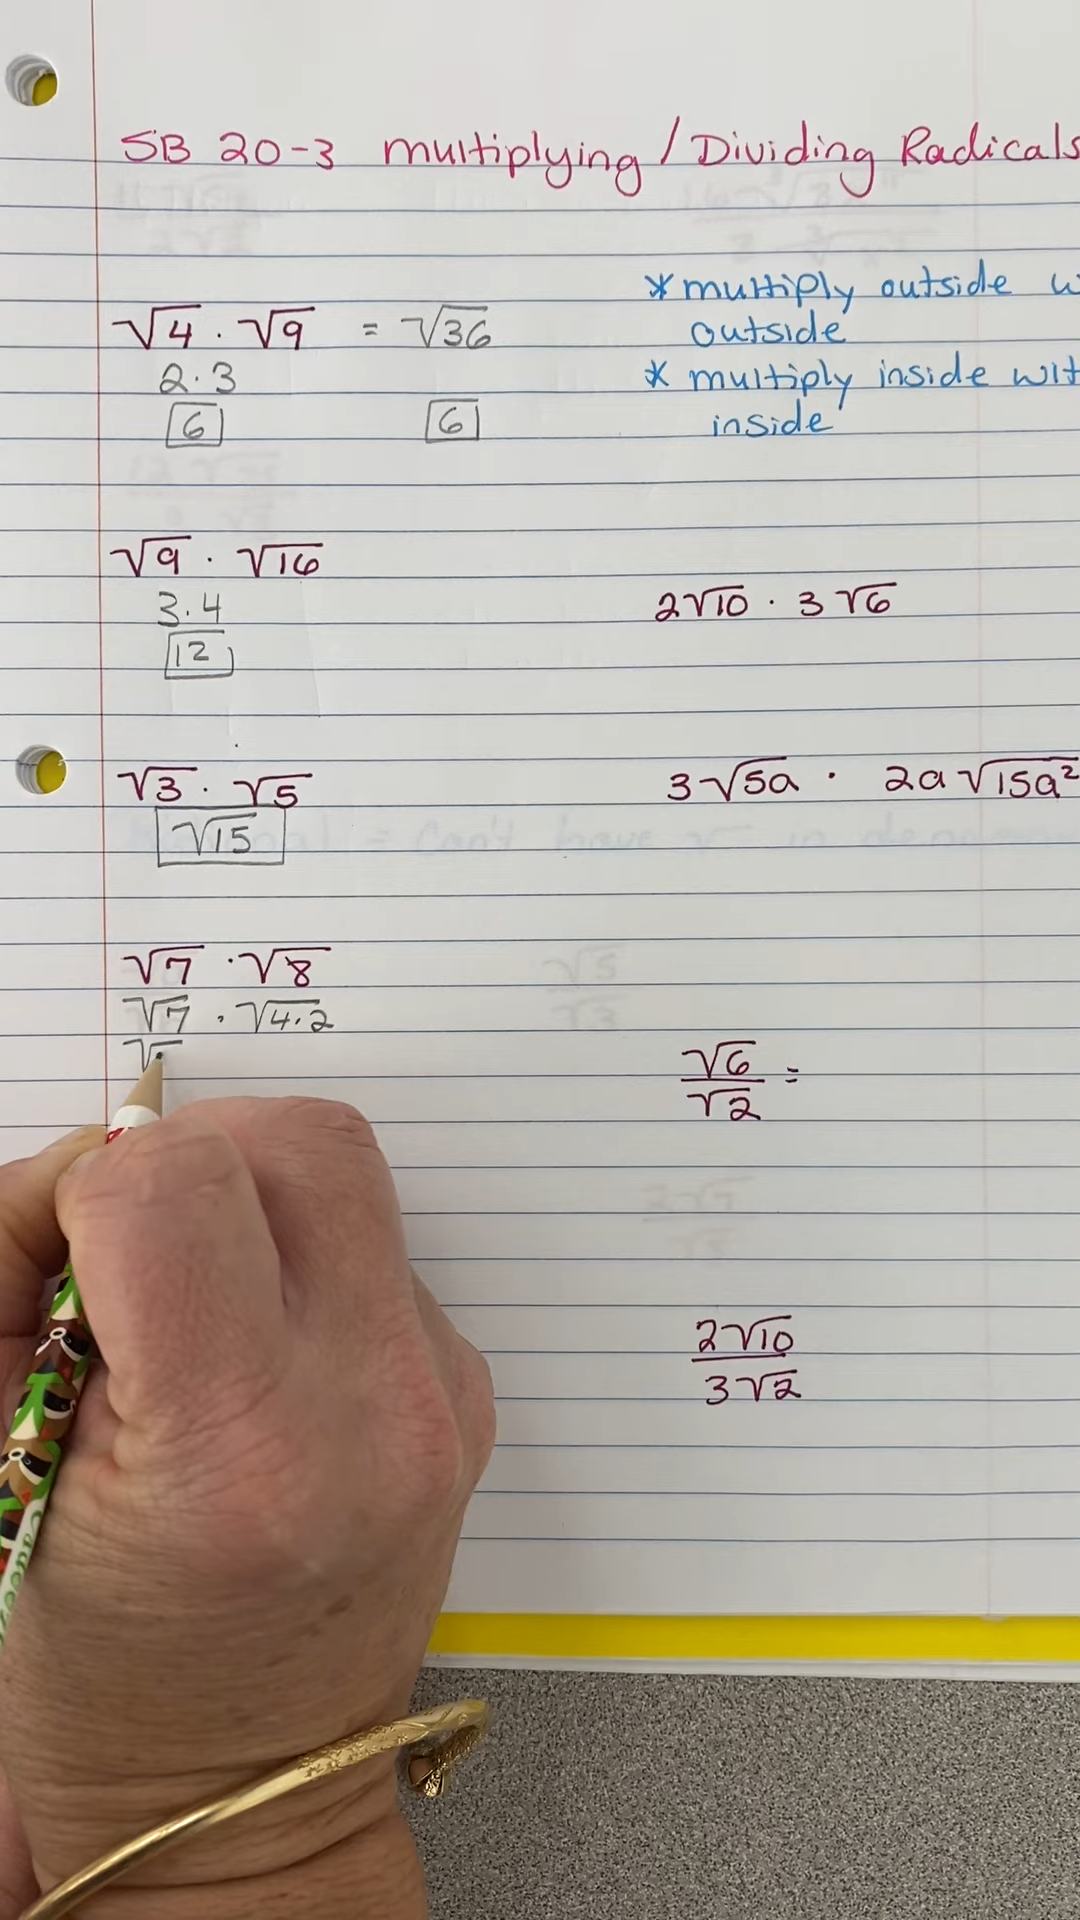 SB 20-3 multiplying / Dividing Radicals
√4 · √9 = √36
2·3
6 6
* multiply outside
outside
* multiply inside
inside
√9 · √16
3·4
12
√3 · √5
√15
√7 · √8
√7 · √4·2
√
2√10 · 3√6
3√5a · 2a√15a²
√6/√2 =
2√10/3√2